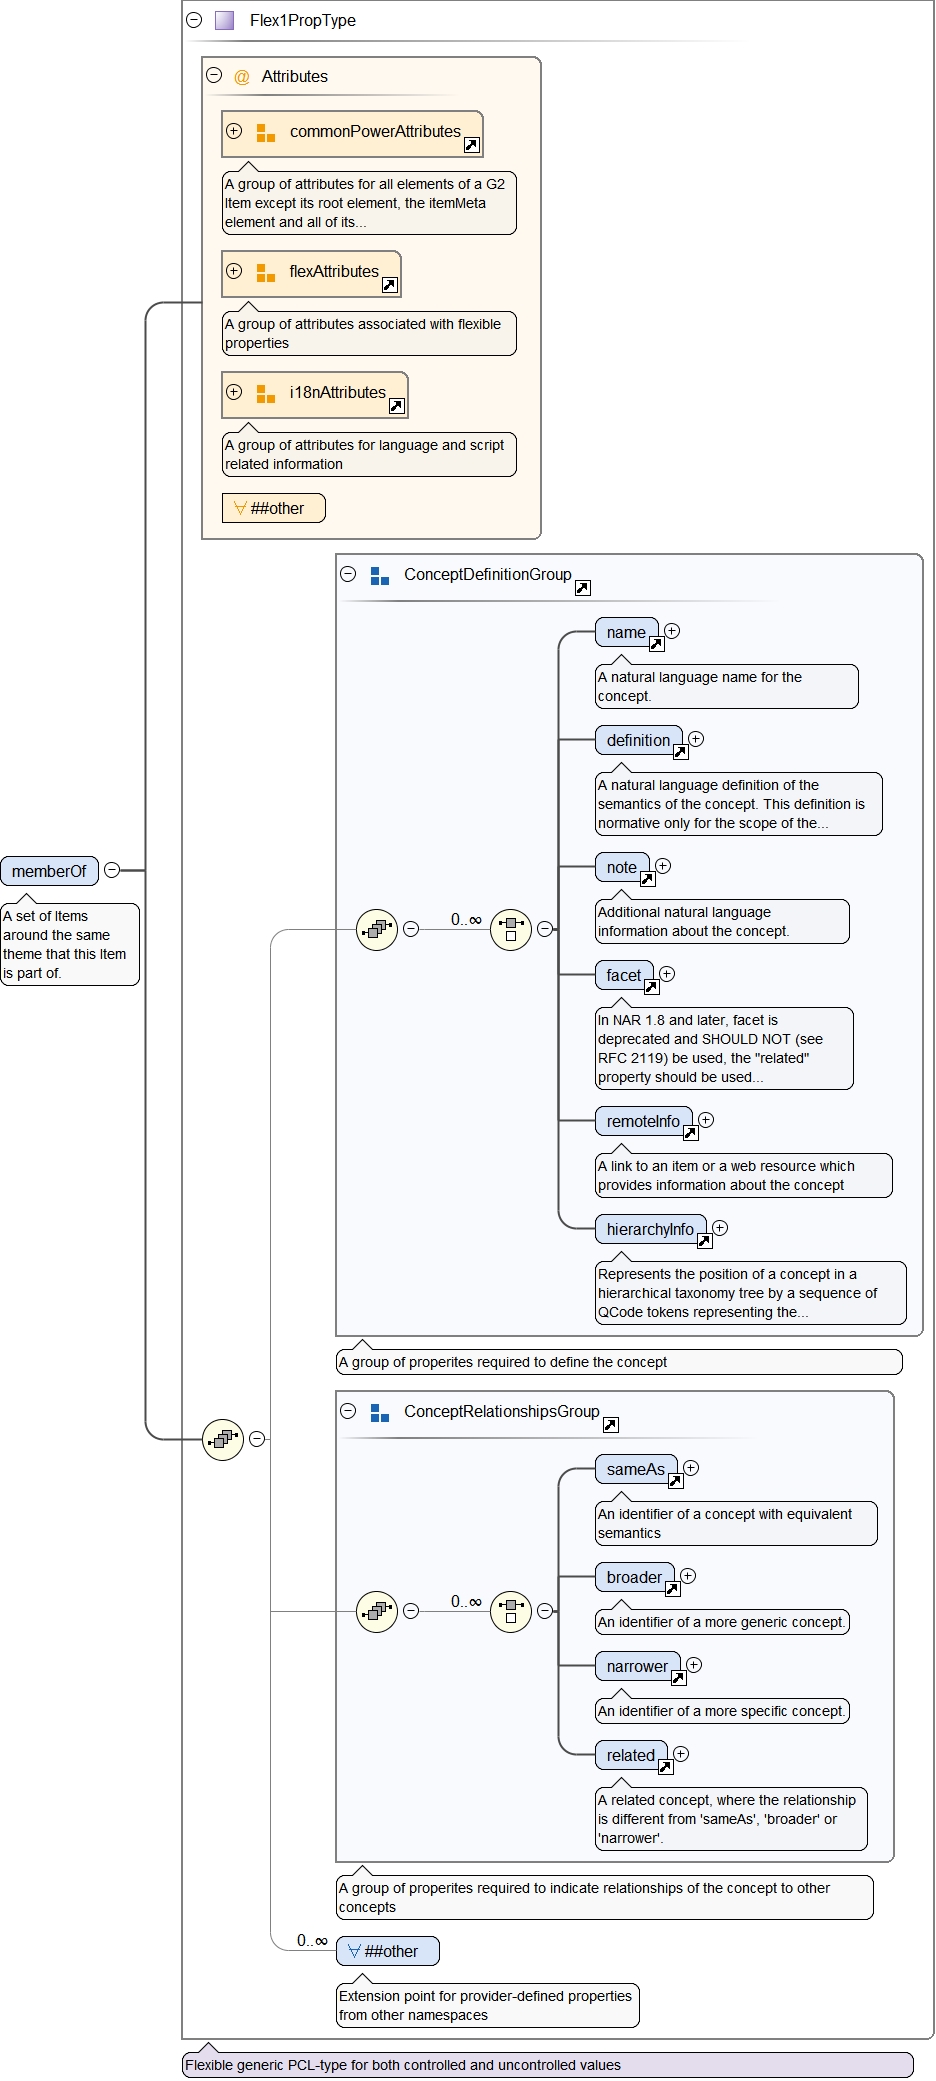 Flex1PropType
@ Attributes
commonPowerAttributes
A group of attributes for all elements of a G2
Item except its root element, the itemMeta
element and all of its...
flexAttributes
A group of attributes associated with flexible
properties
i18nAttributes
A group of attributes for language and script
related information
##other
ConceptDefinitionGroup
name
A natural language name for the
concept.
definition
A natural language definition of the
semantics of the concept. This definition is
normative only for the scope of the...
memberOf
A set of Items
around the same
theme that this Item
is part of.
0..∞
note
Additional natural language
information about the concept.
facet
In NAR 1.8 and later, facet is
deprecated and SHOULD NOT (see
RFC 2119) be used, the "related"
property should be used...
remoteInfo
A link to an item or a web resource which
provides information about the concept
hierarchyInfo
Represents the position of a concept in a
hierarchical taxonomy tree by a sequence of
QCode tokens representing the...
A group of properites required to define the concept
ConceptRelationshipsGroup
sameAs
An identifier of a concept with equivalent
semantics
0..∞
broader
An identifier of a more generic concept.
narrower
An identifier of a more specific concept.
related
A related concept, where the relationship
is different from 'sameAs', 'broader' or
'narrower'.
A group of properites required to indicate relationships of the concept to other
concepts
0..∞
##other
Extension point for provider-defined properties
from other namespaces
Flexible generic PCL-type for both controlled and uncontrolled values